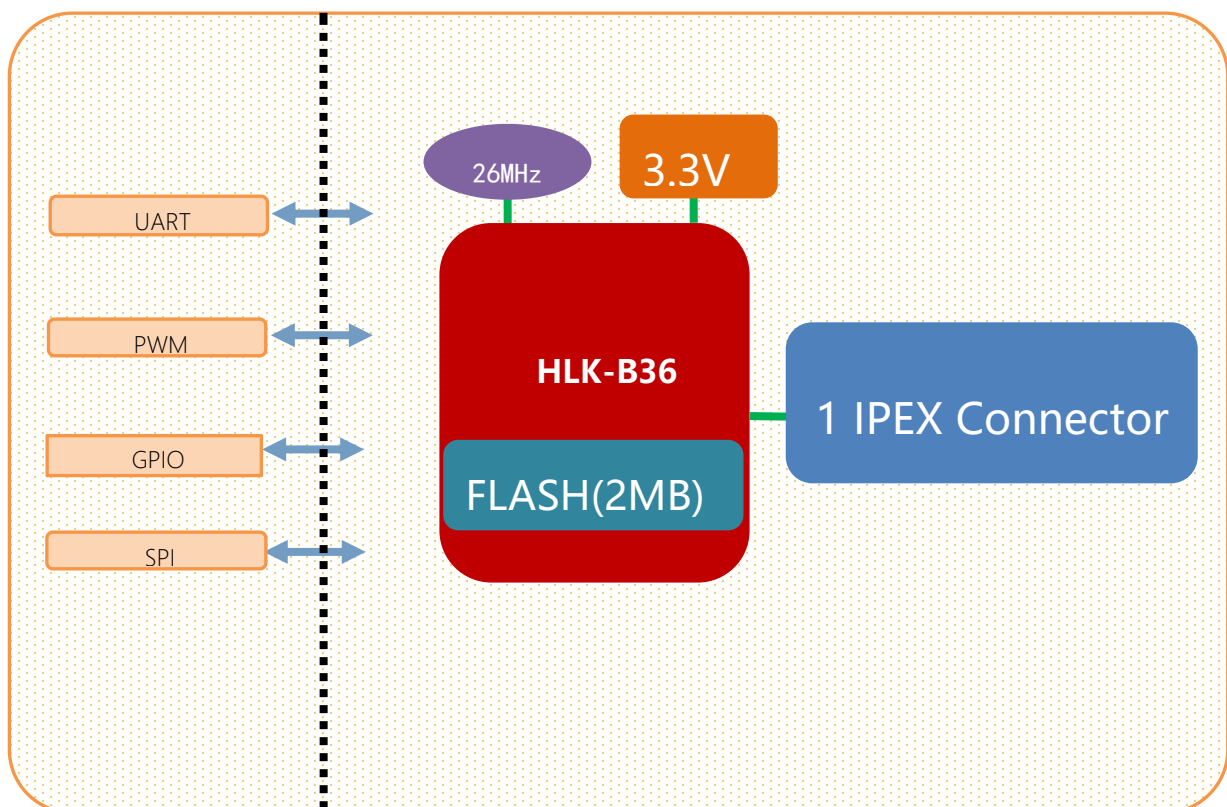 26MHz
3.3V
UART
PWM
HLK-B36
1 IPEX Connector
GPIO
FLASH(2MB)
SPI